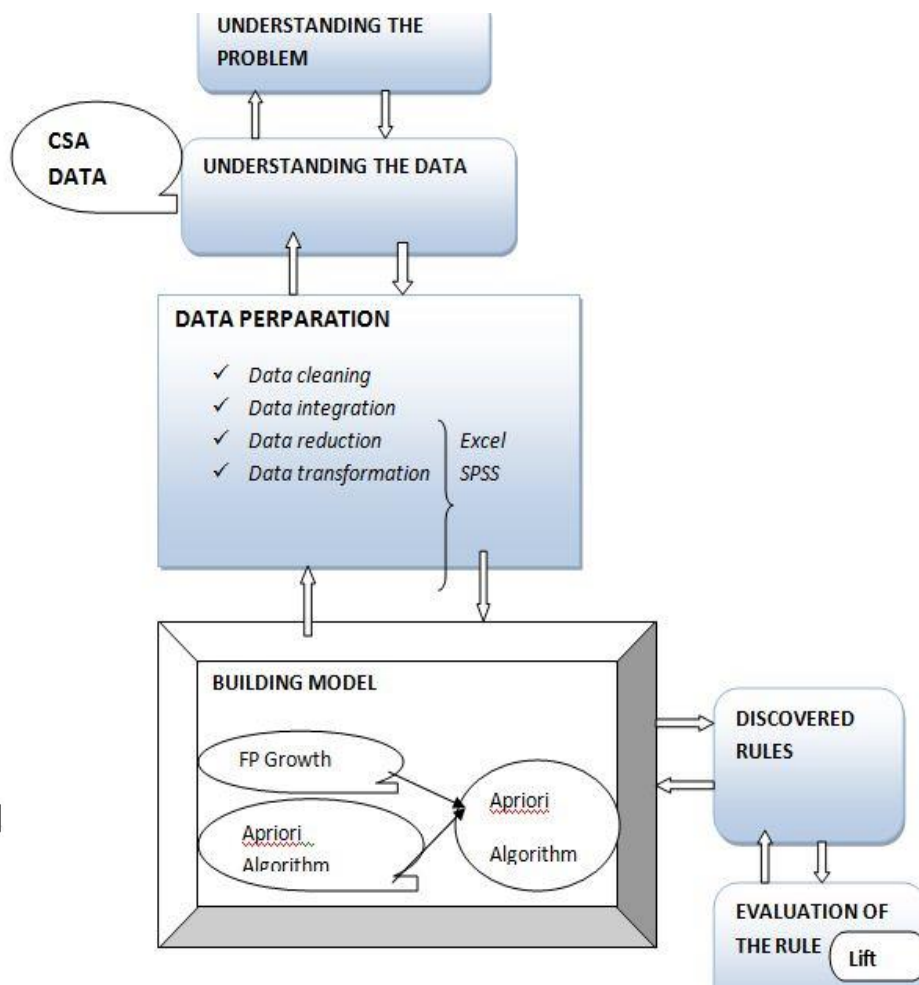 UNDERSTANDING THE
PROBLEM
CSA
DATA
UNDERSTANDING THE DATA
DATA PERPARATION
✓ Data cleaning
✓ Data integration
✓ Data reduction
✓ Data transformation
Excel
SPSS
BUILDING MODEL
FP Growth
Apriori
Algorithm
Apriori
Algorithm
DISCOVERED
RULES
EVALUATION OF
THE RULE
Lift